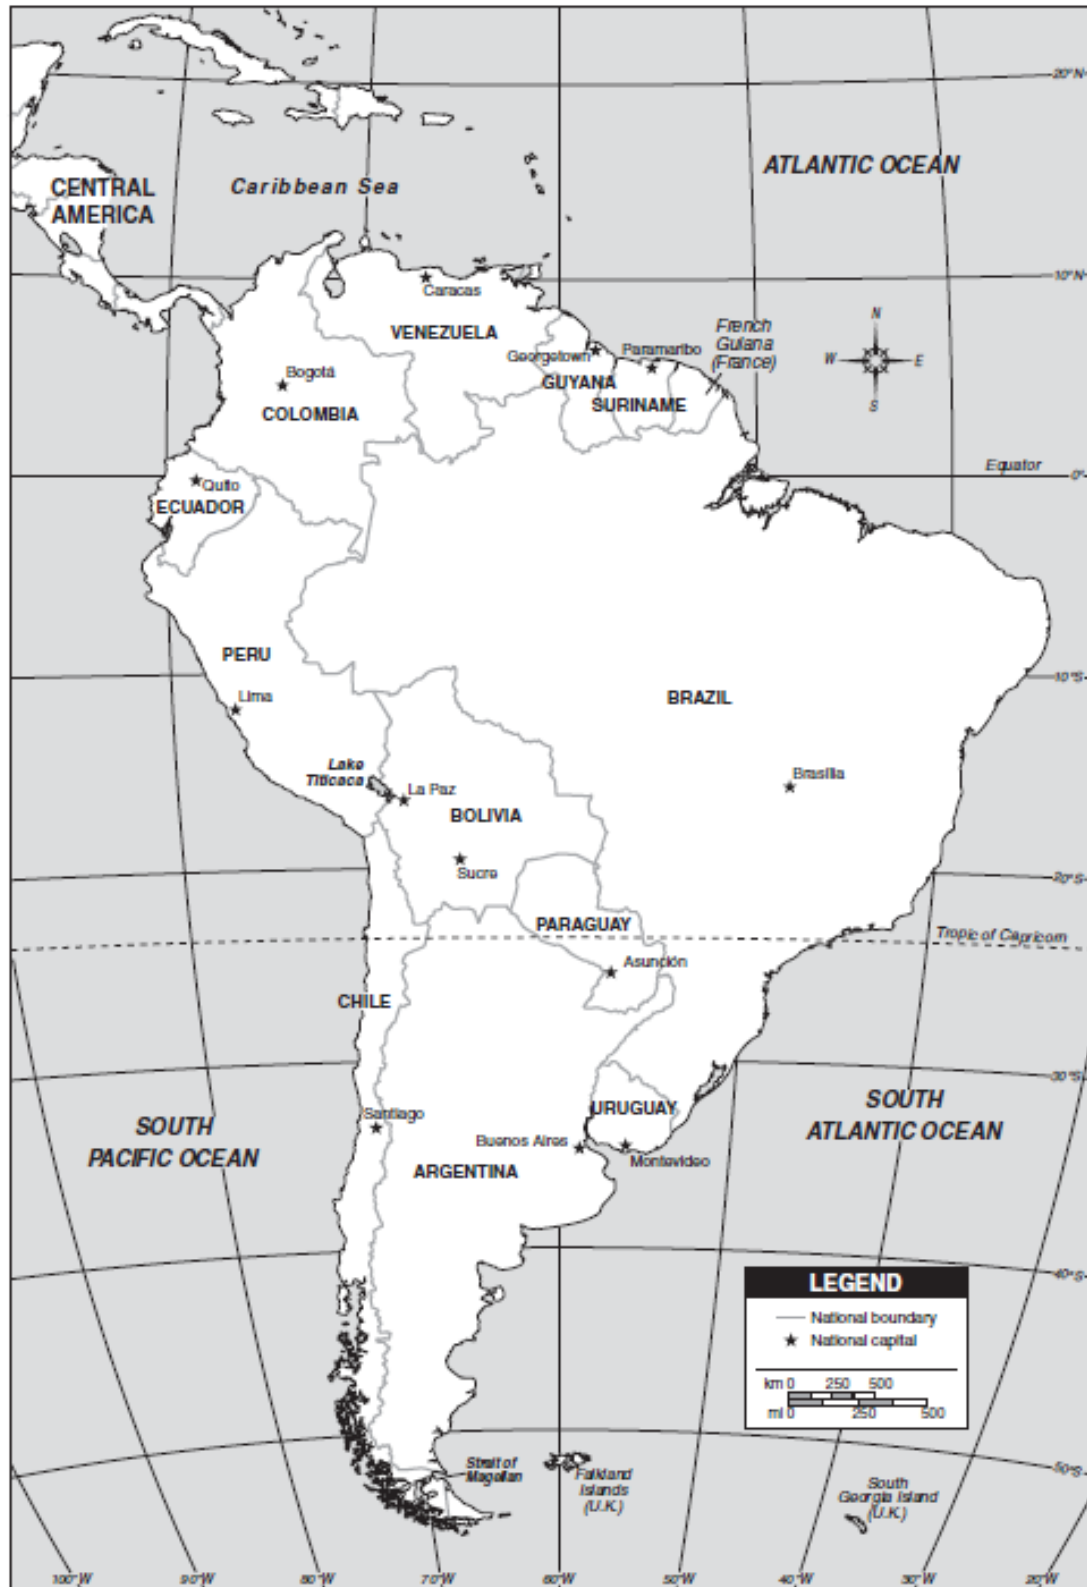 20°N
ATLANTIC OCEAN
CENTRAL
AMERICA
Caribbean Sea
10°N
Caracas
VENEZUELA
French
Guiana
(France)
N
W
E
S
Georgetown
Paramaribo
GUYANA
SURINAME
Bogotá
COLOMBIA
Equator
0°
Quito
ECUADOR
PERU
Lima
10°S
BRAZIL
Brasília
Lake
Titicaca
La Paz
BOLIVIA
Sucre
20°S
PARAGUAY
Tropic of Capricorn
Asunción
CHILE
30°S
Santiago
URUGUAY
SOUTH
ATLANTIC OCEAN
SOUTH
PACIFIC OCEAN
Buenos Aires
Montevideo
ARGENTINA
40°S
LEGEND
National boundary
National capital
km 0 250 500
mi 0 250 500
Strait of
Magellan
Falkland
Islands
(U.K.)
South
Georgia Island
(U.K.)
50°S
100°W
90°W
80°W
70°W
60°W
50°W
40°W
30°W
20°W